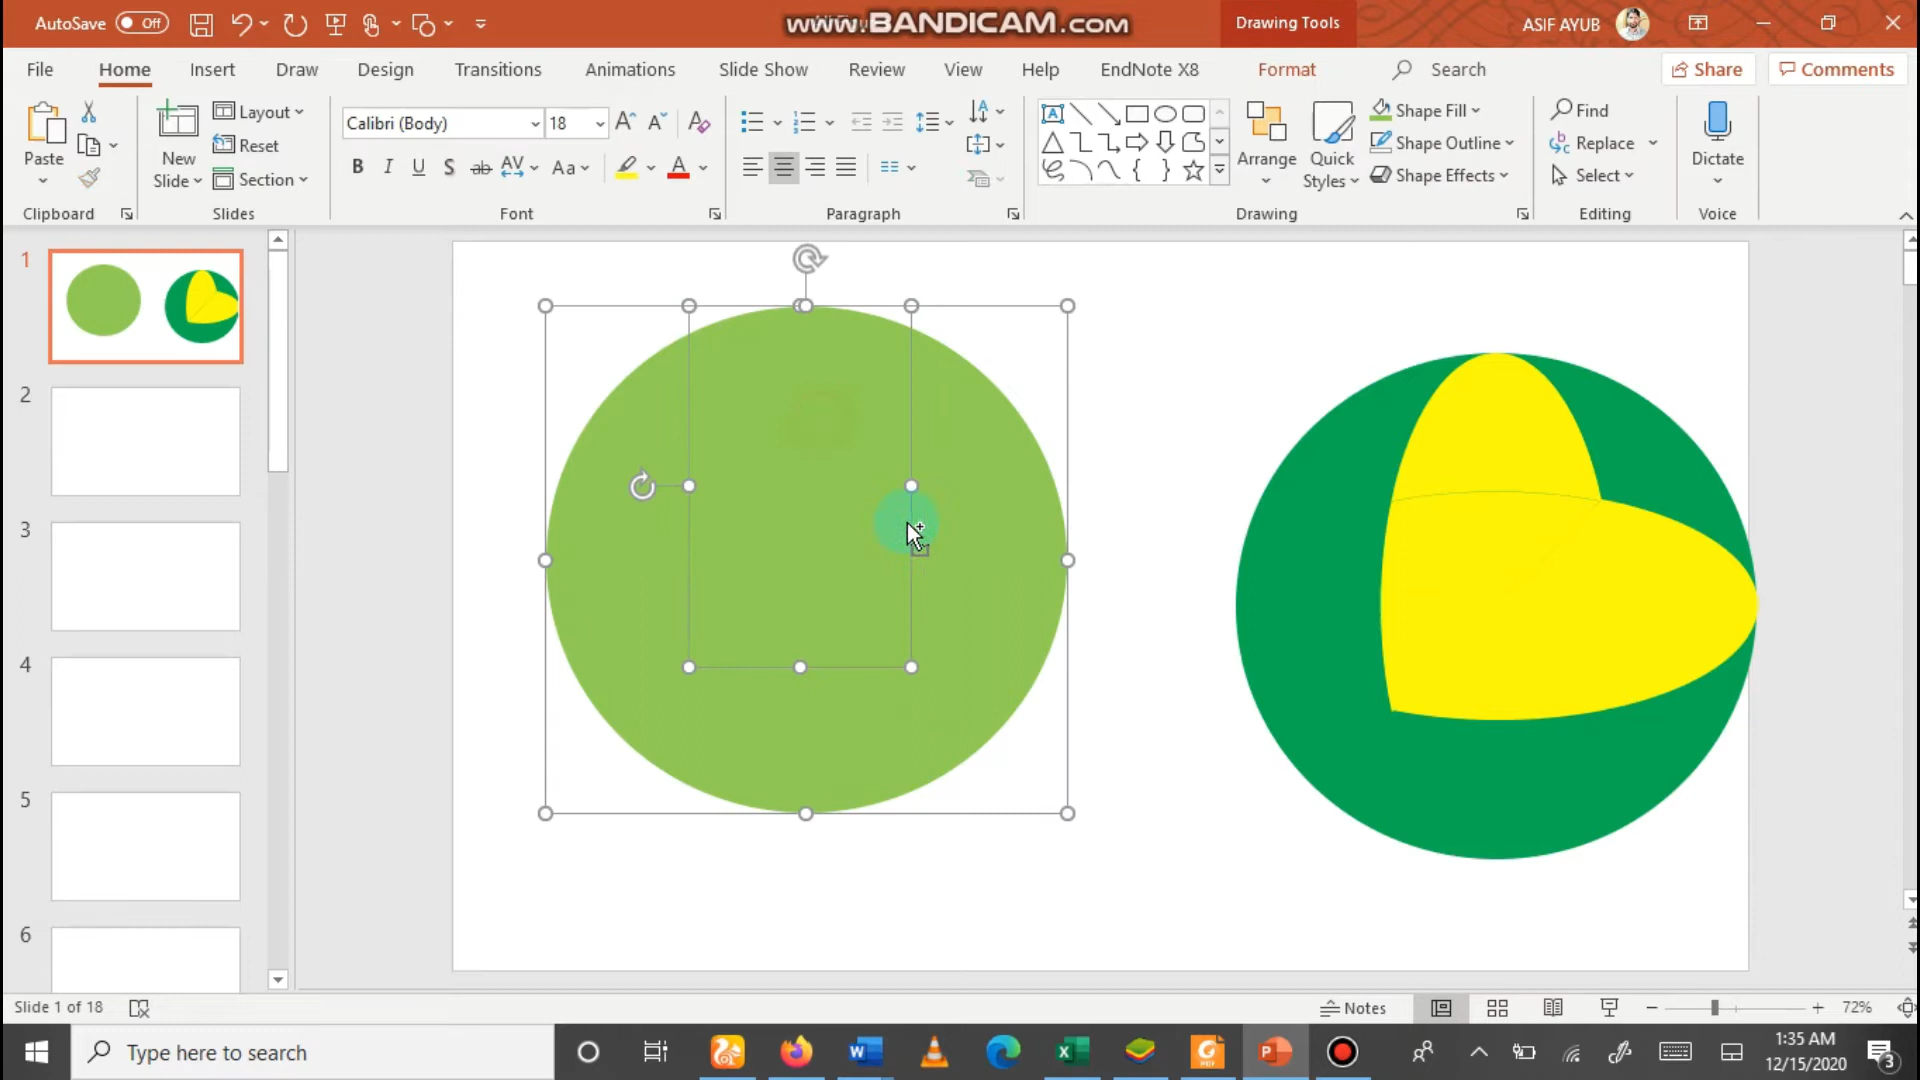 AutoSave Off
www.BANDICAM.com
Drawing Tools
ASIF AYUB
File Home Insert Draw Design Transitions Animations Slide Show Review View Help EndNote X8 Format Search Share Comments
Paste
Clipboard
New
Slide
Layout
Reset
Section
Slides
Calibri (Body) 18
B I U S ab AV Aa A
Font
Paragraph
Arrange
Quick
Styles
Shape Fill
Shape Outline
Shape Effects
Drawing
Find
Replace
Select
Editing
Dictate
Voice
1
2
3
4
5
6
Slide 1 of 18
Notes
72%
Type here to search
1:35 AM
12/15/2020
3